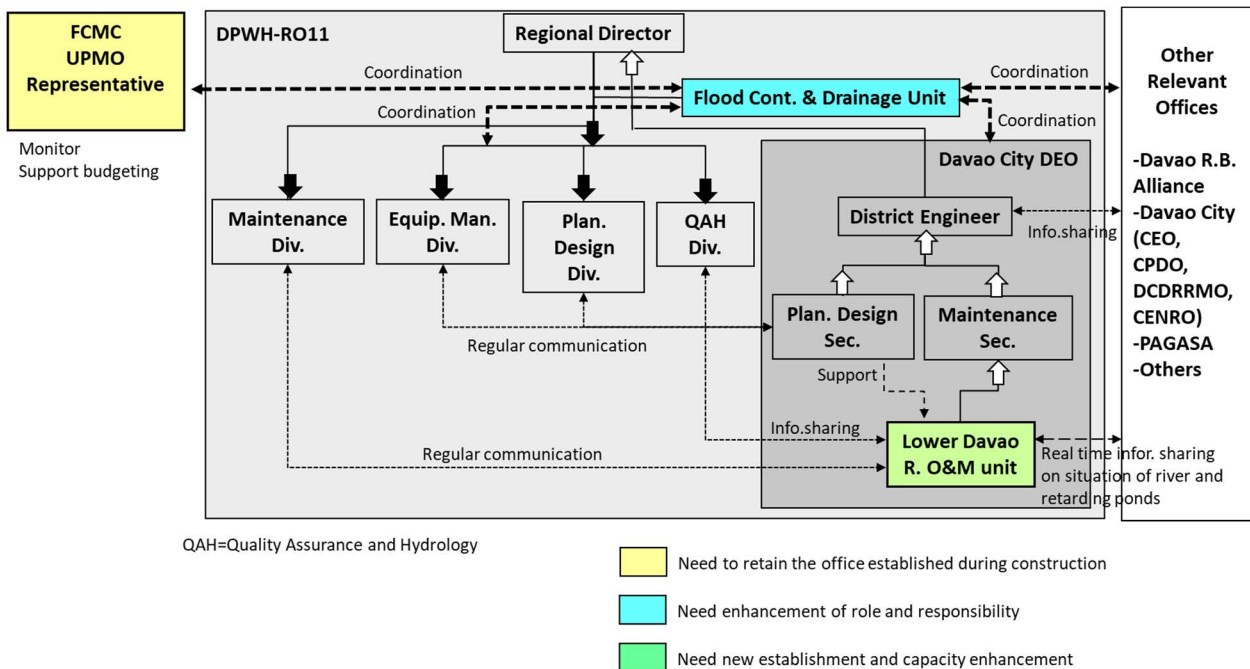 FCMC
UPMO
Representative
Monitor
Support budgeting
DPWH-RO11
Regional Director
Coordination
Flood Cont. & Drainage Unit
Coordination
Coordination
Coordination
Davao City DEO
Maintenance
Div.
Equip. Man.
Div.
Plan.
Design
Div.
QAH
Div.
District Engineer
Info.sharing
Plan. Design
Sec.
Maintenance
Sec.
Regular communication
Support
Info.sharing
Lower Davao
R. O&M unit
Regular communication
Real time infor. sharing
on situation of river and
retarding ponds
Other
Relevant
Offices
-Davao R.B.
Alliance
-Davao City
(CEO,
CPDO,
DCDRRMO,
CENRO)
-PAGASA
-Others
QAH=Quality Assurance and Hydrology
Need to retain the office established during construction
Need enhancement of role and responsibility
Need new establishment and capacity enhancement